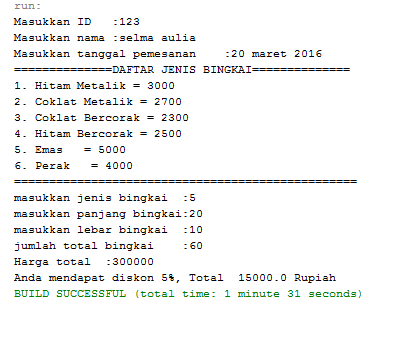 run:
Masukkan ID   :123
Masukkan nama :selma aulia
Masukkan tanggal pemesanan    :20 maret 2016
==============DAFTAR JENIS BINGKAI==============
1. Hitam Metalik = 3000
2. Coklat Metalik = 2700
3. Coklat Bercorak = 2300
4. Hitam Bercorak = 2500
5. Emas   = 5000
6. Perak   = 4000
=================================================
masukkan jenis bingkai  :5
masukkan panjang bingkai:20
masukkan lebar bingkai  :10
jumlah total bingkai    :60
Harga total  :300000
Anda mendapat diskon 5%, Total  15000.0 Rupiah
BUILD SUCCESSFUL (total time: 1 minute 31 seconds)